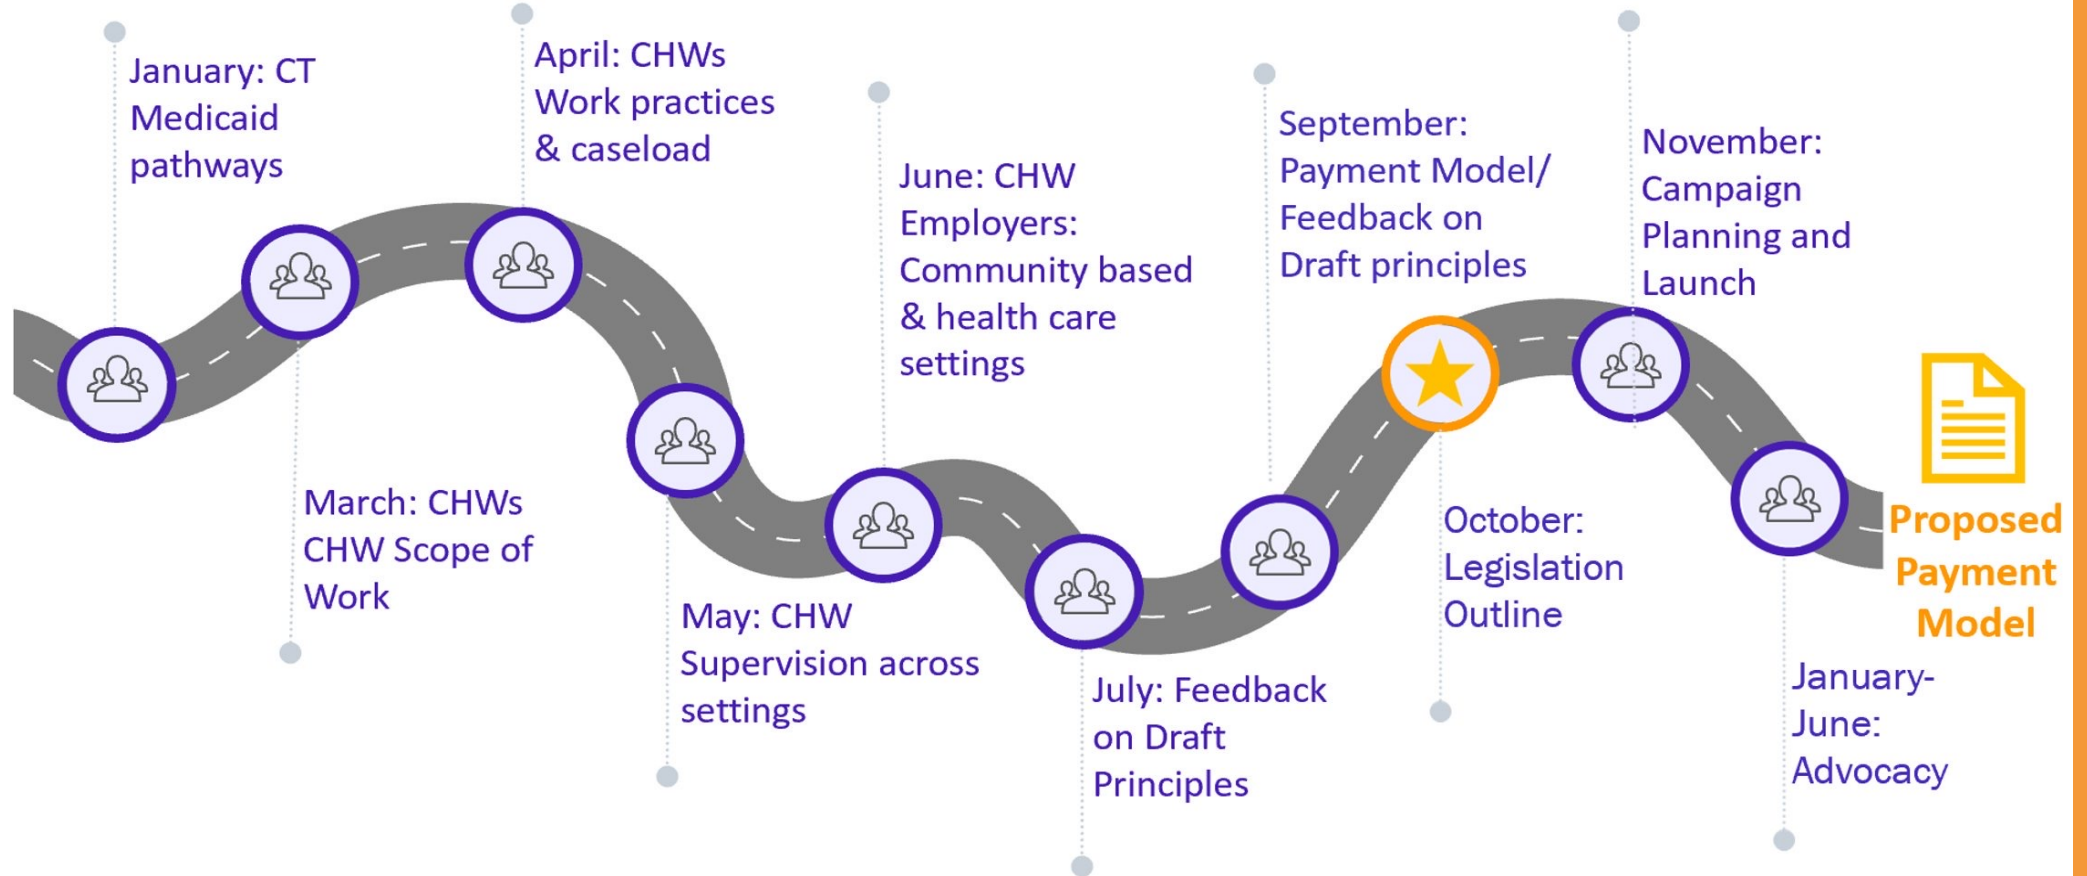 January: CT
Medicaid
pathways
March: CHWs
CHW Scope of
Work
April: CHWs
Work practices
& caseload
May: CHW
Supervision across
settings
June: CHW
Employers:
Community based
& health care
settings
July: Feedback
on Draft
Principles
September:
Payment Model/
Feedback on
Draft principles
October:
Legislation
Outline
November:
Campaign
Planning and
Launch
January-
June:
Advocacy
Proposed
Payment
Model